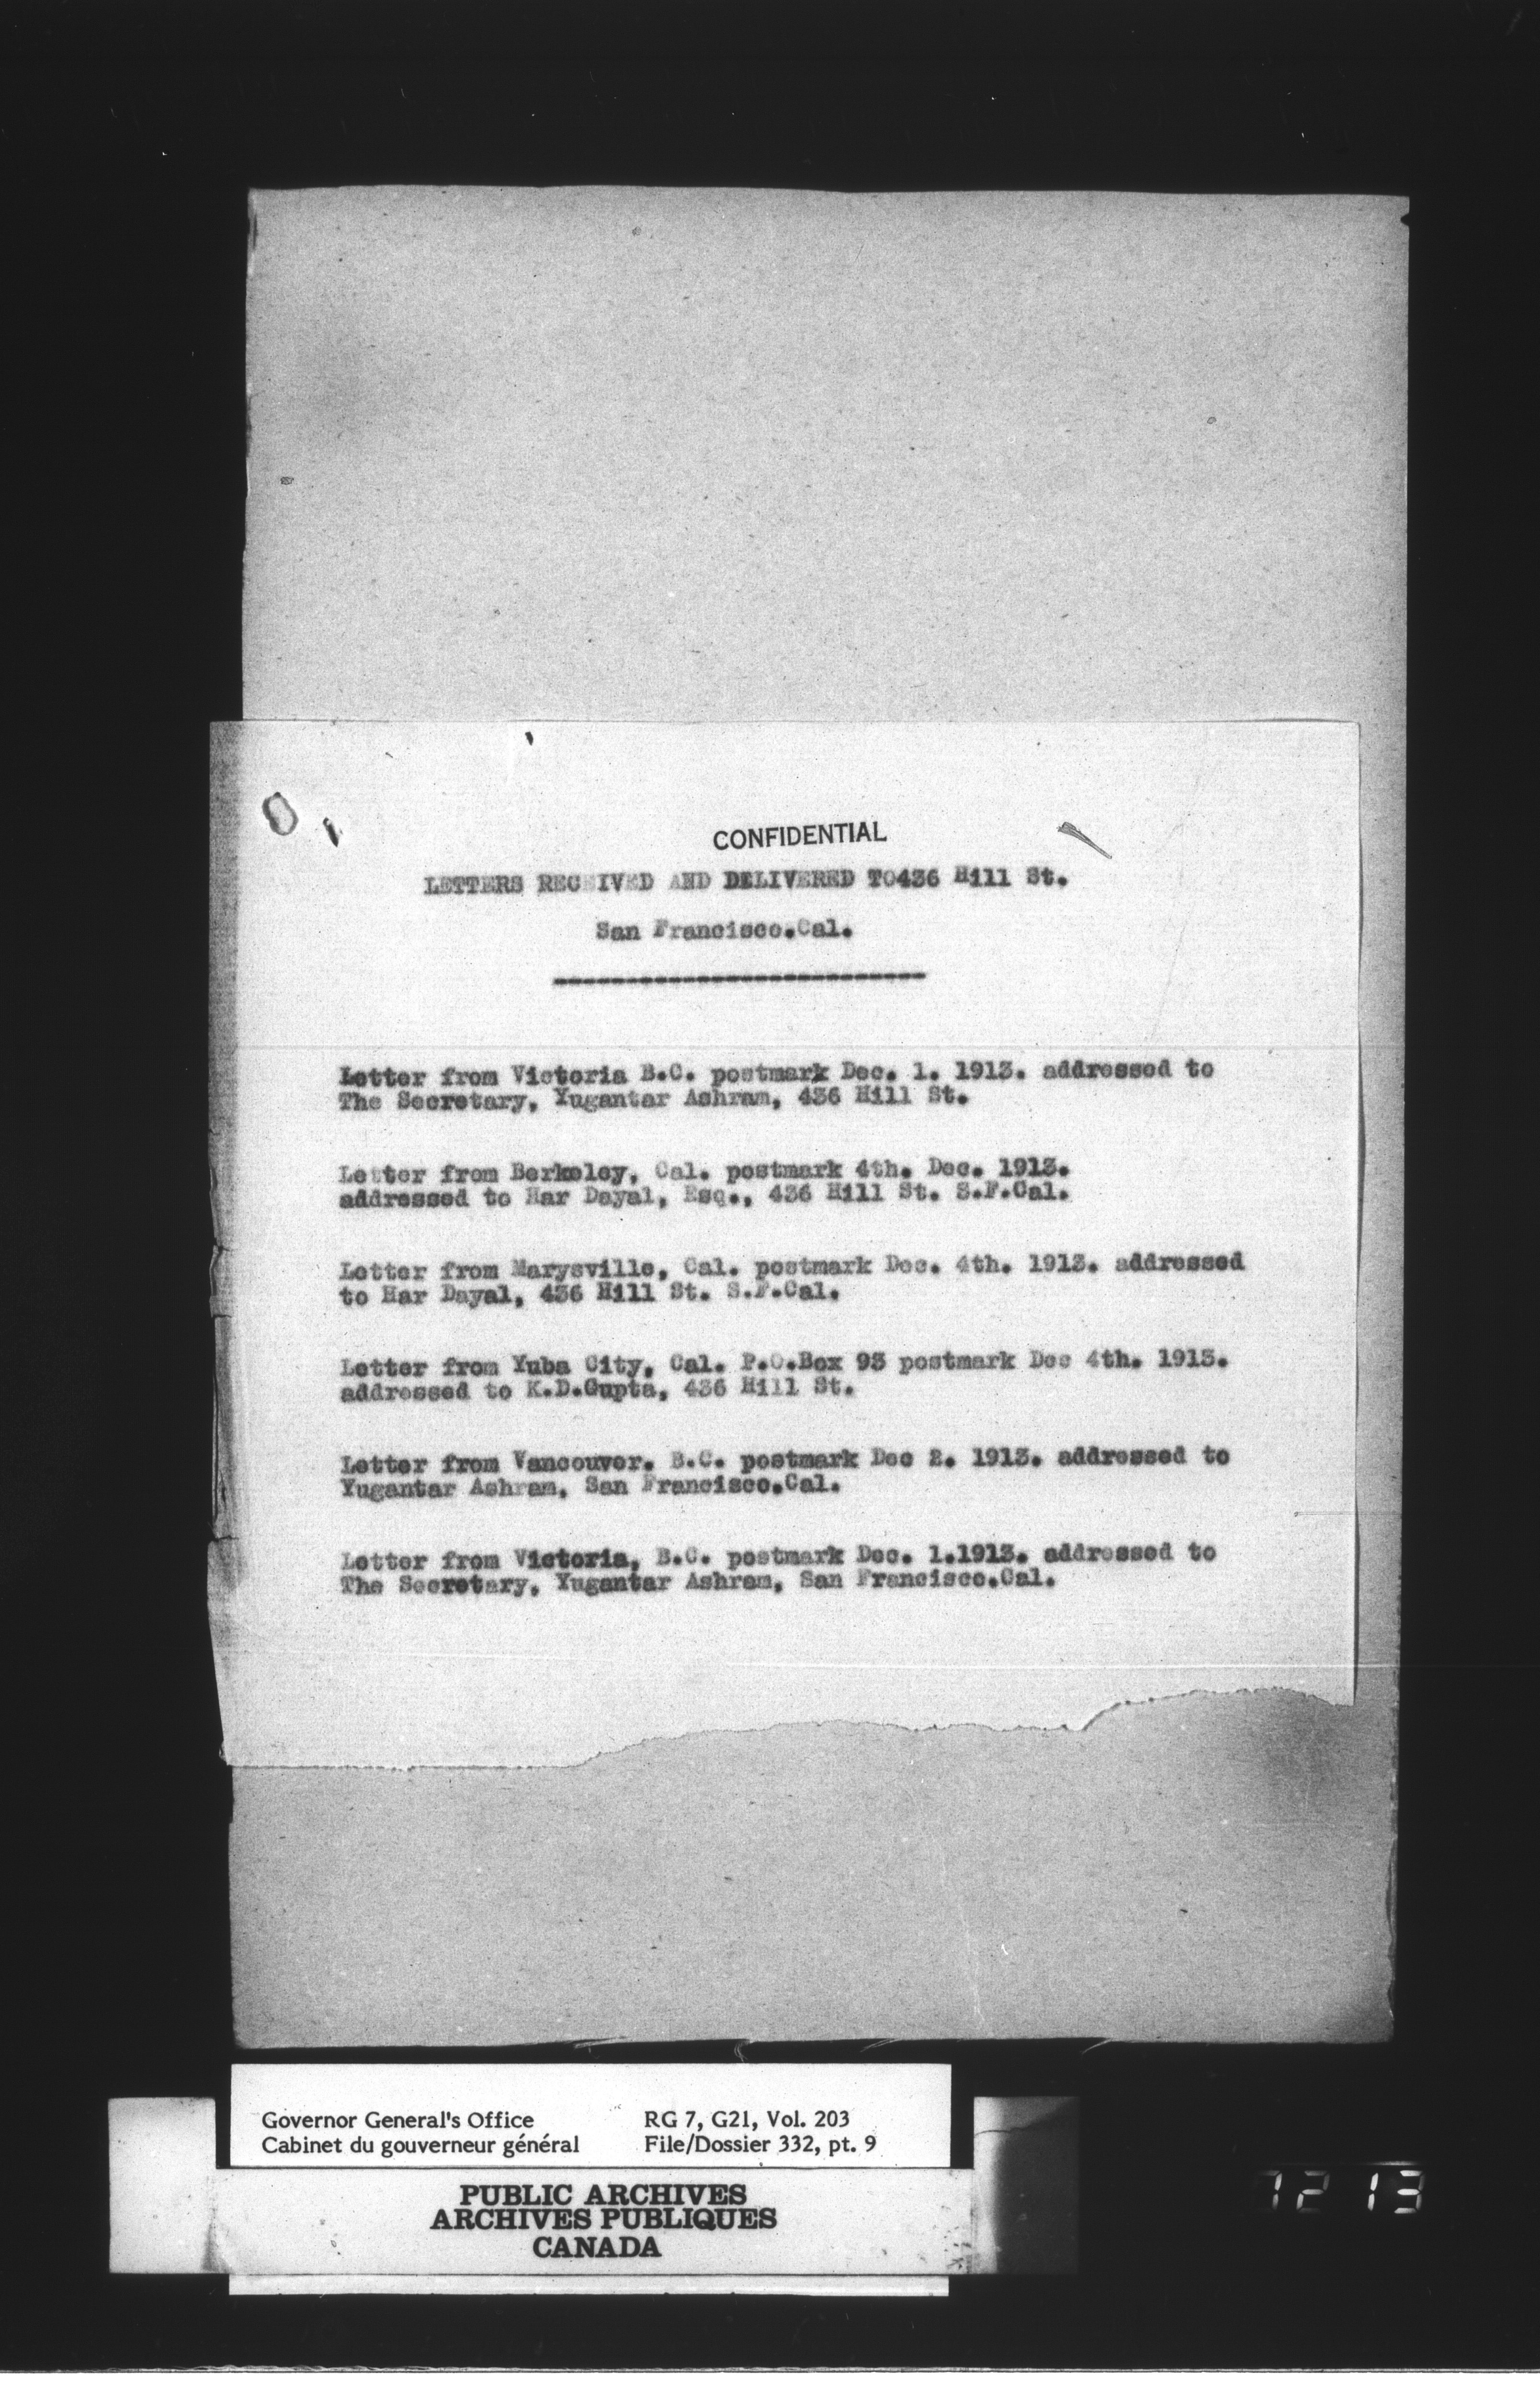 CONFIDENTIAL
LETTERS RECEIVED AND DELIVERED TO436 Hill St.
San Francisco.Cal.
Letter from Victoria B.C. postmark Dec. 1. 1913. addressed to
The Secretary, Yugantar Ashram, 436 Hill St.
Letter from Berkeley, Cal. postmark 4th. Dec. 1913.
addressed to Har Dayal, Esq., 436 Hill St. S.F.Cal.
Letter from Marysville, Cal. postmark Dec. 4th. 1913. addressed
to Har Dayal, 436 Hill St. S.F.Cal.
Letter from Yuba City, Cal. P.O.Box 93 postmark Dec 4th. 1913.
addressed to K.D.Gupta, 436 Hill St.
Letter from Vancouver. B.C. postmark Dec 2. 1913. addressed to
Yugantar Ashram, San Francisco.Cal.
Letter from Victoria, B.C. postmark Dec. 1.1913. addressed to
The Secretary, Yugantar Ashram, San Francisco.Cal.
Governor General's Office RG 7, G21, Vol. 203
Cabinet du gouverneur général File/Dossier 332, pt. 9
PUBLIC ARCHIVES
ARCHIVES PUBLIQUES
CANADA
7213